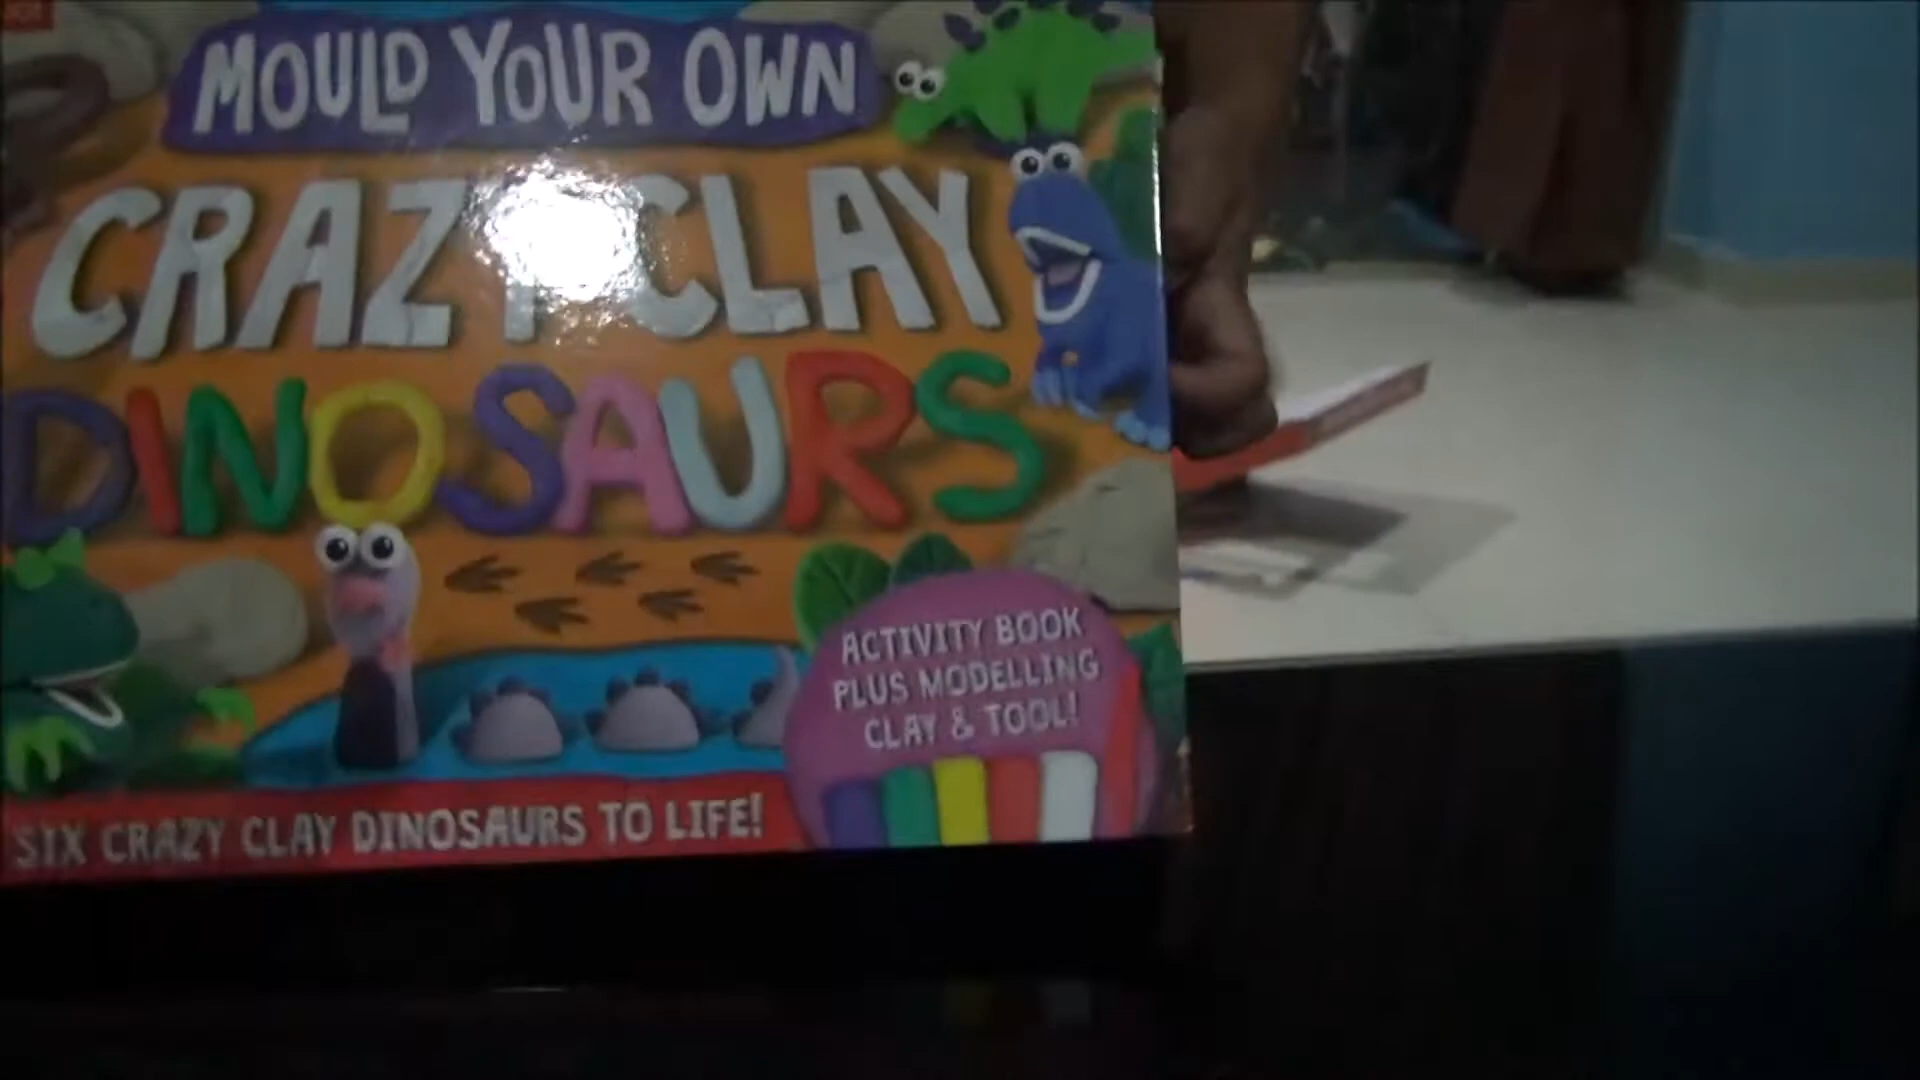 MOULD YOUR OWN
CRAZY CLAY
DINOSAURS
ACTIVITY BOOK
PLUS MODELLING
CLAY & TOOL!
SIX CRAZY CLAY DINOSAURS TO LIFE!